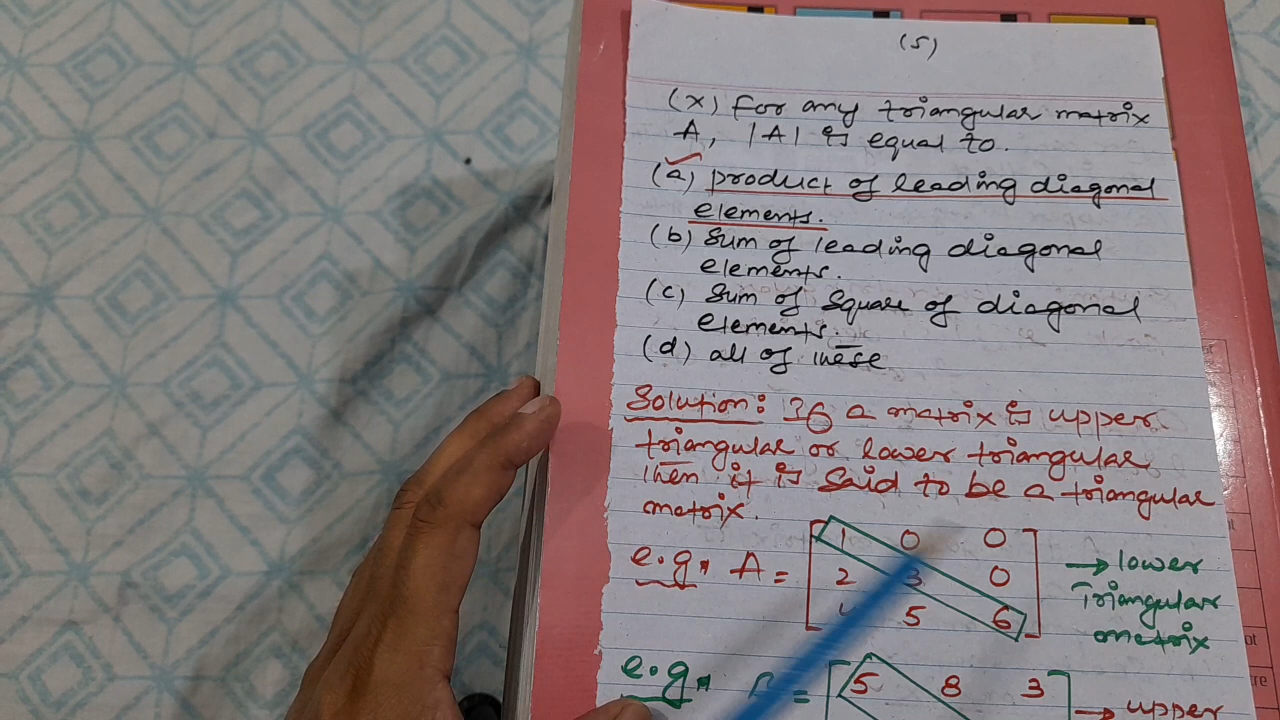 (5)
(x) For any triangular matrix
A, |A| is equal to.
(a) product of leading diagonal
elements.
(b) Sum of leading diagonal
elements.
(c) Sum of Square of diagonal
elements.
(d) all of these
Solution: If a matrix is upper
triangular or lower triangular
then it is said to be a triangular
matrix.
e.g. A = 1 0 0 → lower
2 3 0 Triangular
5 6 matrix
e.g. = 5 8 3 → upper